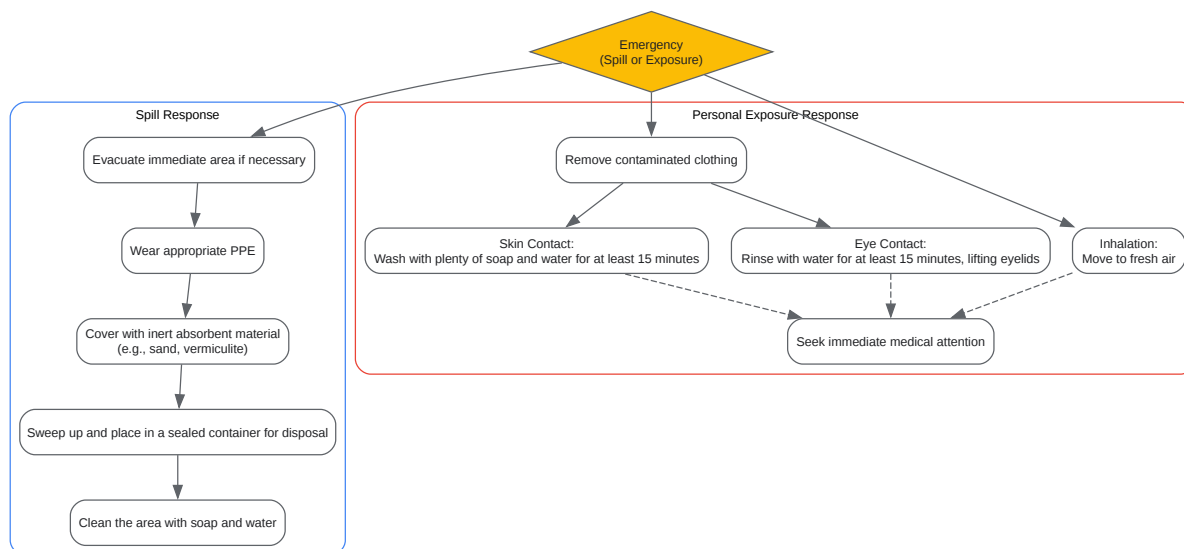 Emergency
(Spill or Exposure)
Spill Response
Evacuate immediate area if necessary
Wear appropriate PPE
Cover with inert absorbent material
(e.g., sand, vermiculite)
Sweep up and place in a sealed container for disposal
Clean the area with soap and water
Personal Exposure Response
Remove contaminated clothing
Skin Contact:
Wash with plenty of soap and water for at least 15 minutes
Eye Contact:
Rinse with water for at least 15 minutes, lifting eyelids
Inhalation:
Move to fresh air
Seek immediate medical attention